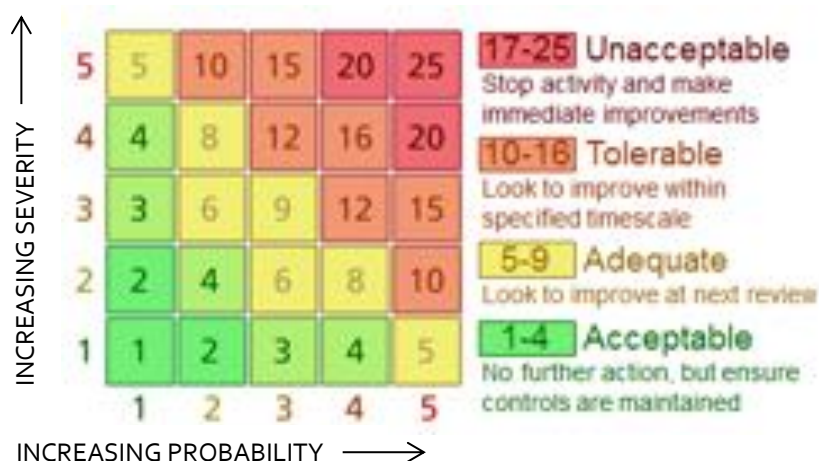 INCREASING SEVERITY
5 5 10 15 20 25
4 4 8 12 16 20
3 3 6 9 12 15
2 2 4 6 8 10
1 1 2 3 4 5
1 2 3 4 5
INCREASING PROBABILITY
17-25 Unacceptable
Stop activity and make
immediate improvements
10-16 Tolerable
Look to improve within
specified timescale
5-9 Adequate
Look to improve at next review
1-4 Acceptable
No further action, but ensure
controls are maintained